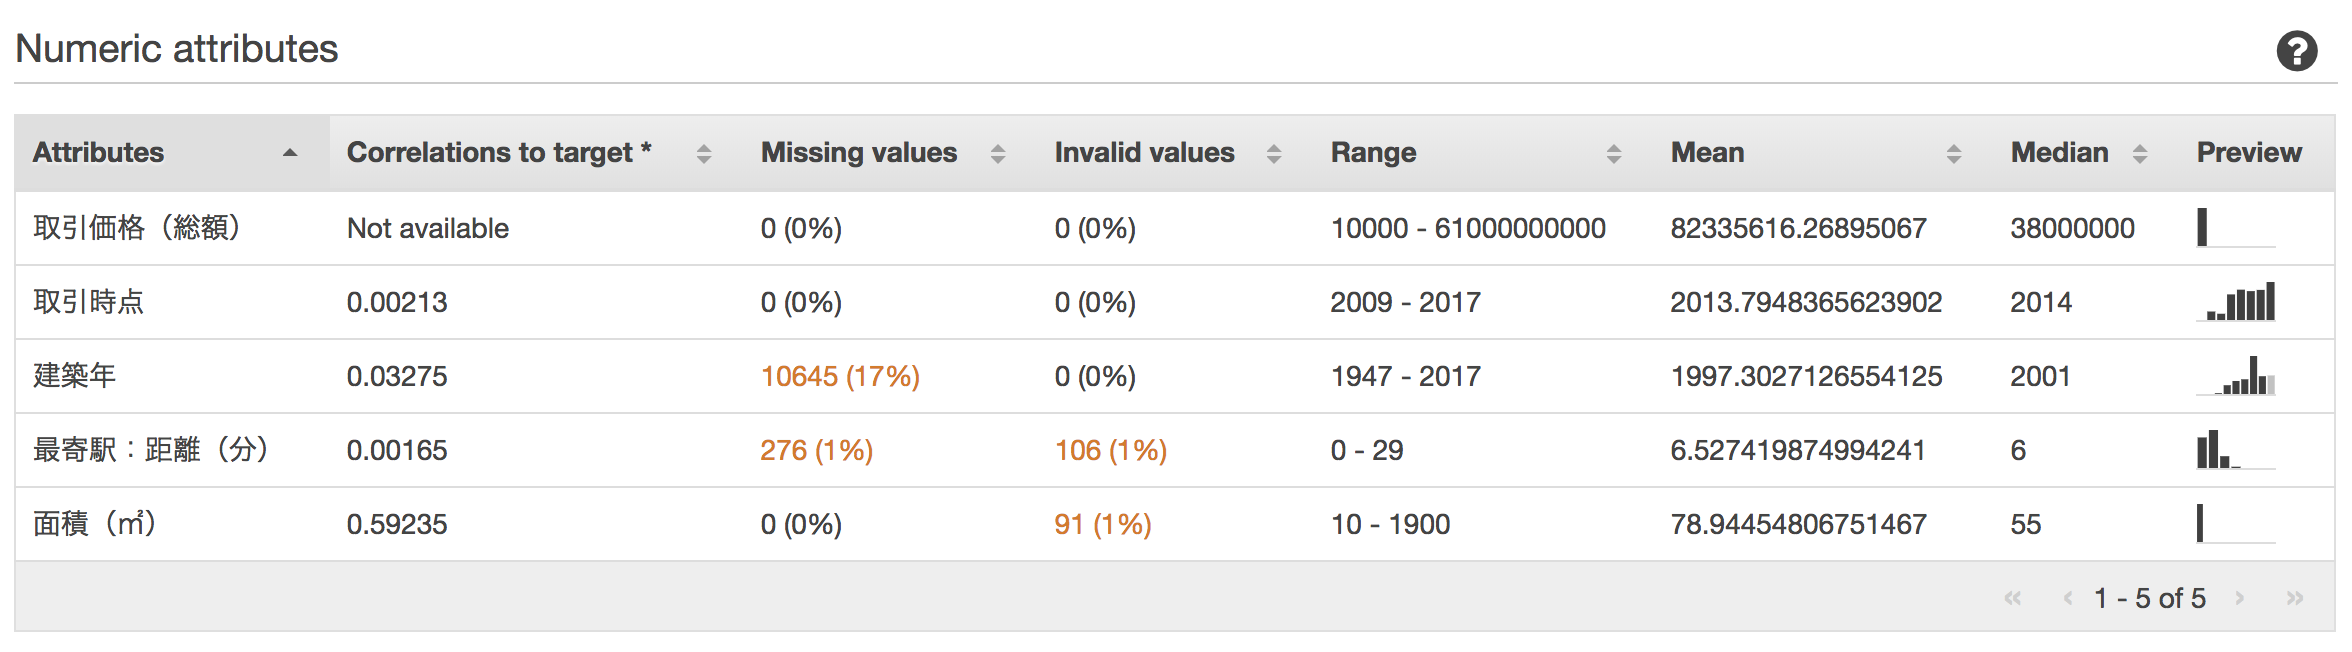 Numeric attributes
?
Attributes Correlations to target * Missing values Invalid values Range Mean Median Preview
取引価格（総額） Not available 0 (0%) 0 (0%) 10000 - 61000000000 82335616.26895067 38000000
取引時点 0.00213 0 (0%) 0 (0%) 2009 - 2017 2013.7948365623902 2014
建築年 0.03275 10645 (17%) 0 (0%) 1947 - 2017 1997.3027126554125 2001
最寄駅：距離（分） 0.00165 276 (1%) 106 (1%) 0 - 29 6.527419874994241 6
面積（㎡） 0.59235 0 (0%) 91 (1%) 10 - 1900 78.94454806751467 55
« ‹ 1 - 5 of 5 › »